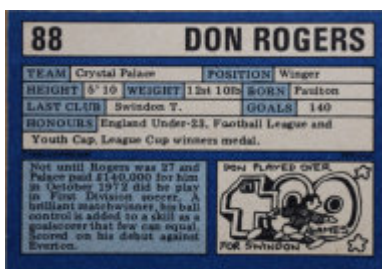 88 DON ROGERS
TEAM Crystal Palace POSITION Winger
HEIGHT 5' 10 WEIGHT 12st 10lb BORN Paulton
LAST CLUB Swindon T. GOALS 140
HONOURS England Under-23, Football League and
Youth Cap, League Cup winners medal.
Not until Rogers was 27 and
Palace paid £140,000 for him
in October 1972 did he play
in First Division soccer. A
brilliant matchwinner, his ball
control is added to a skill as a
goalscorer that few can equal.
Scored on his debut against
Everton.
DON PLAYED OVER
400
GAMES
FOR SWINDON